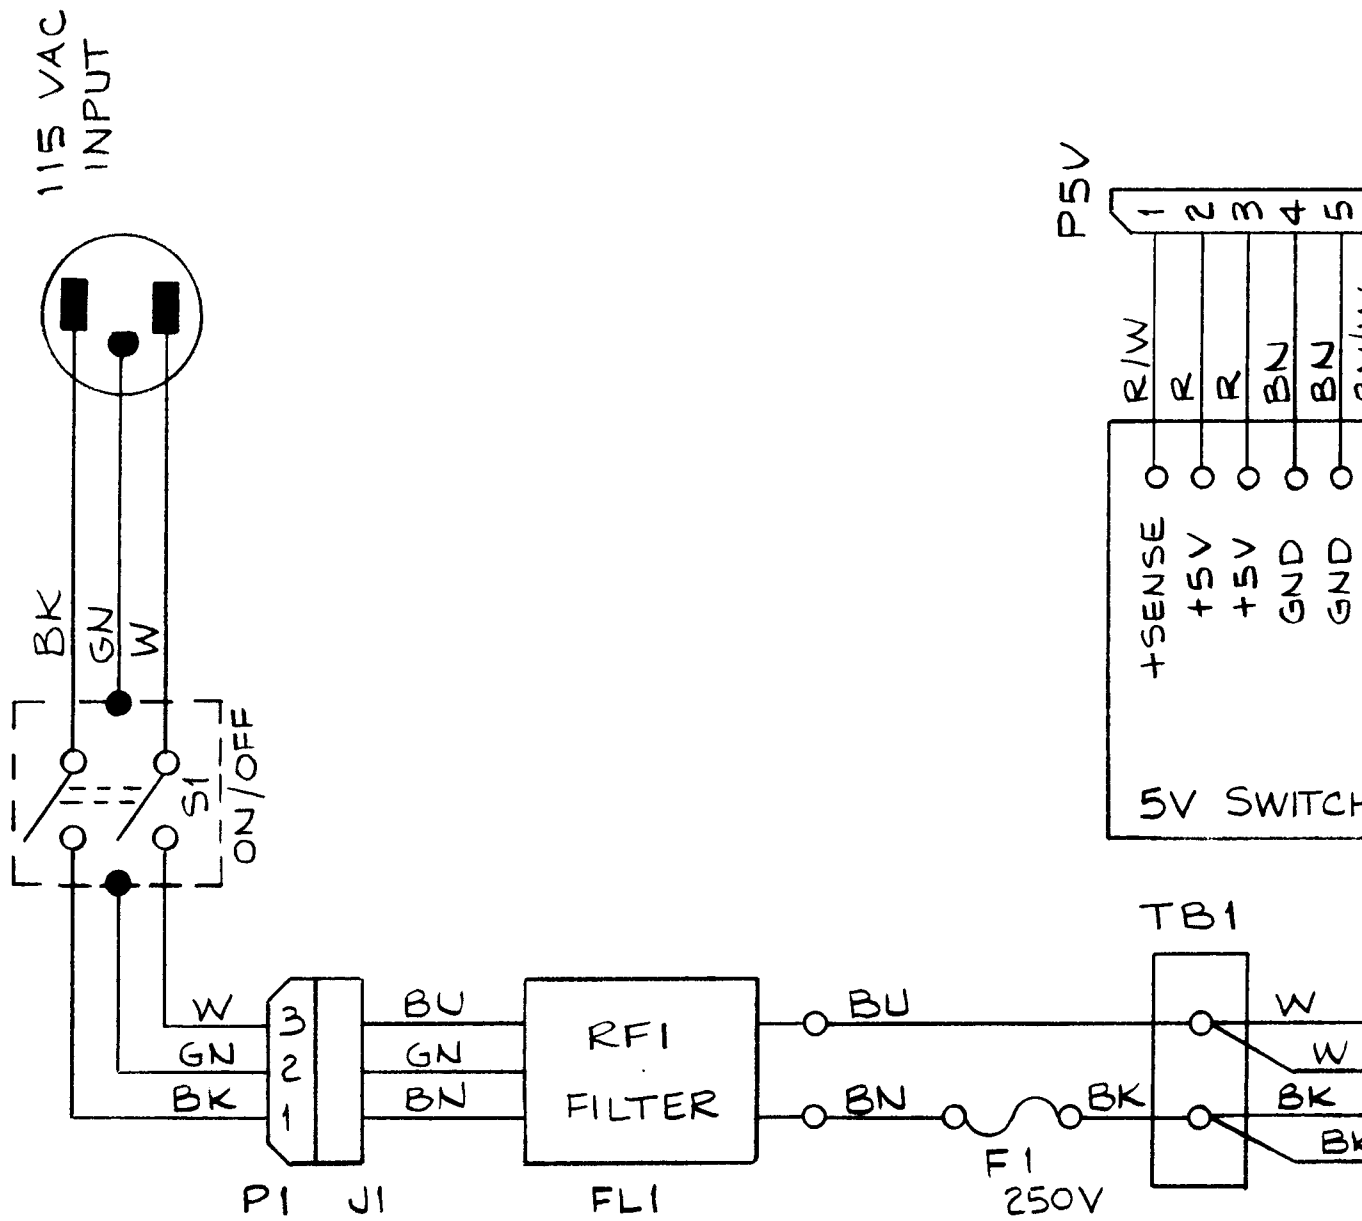 115 VAC
INPUT
P5V
1 2 3 4 5
R/W R R BN BN
BK GN W
+SENSE
+5V
+5V
GND
GND
S1
ON/OFF
5V SWITCH
TB1
W GN BK
3 2 1
BU GN BN
RFI
FILTER
BU
BN
BK
W
W
BK
BK
P1 J1
FL1
F1
250V